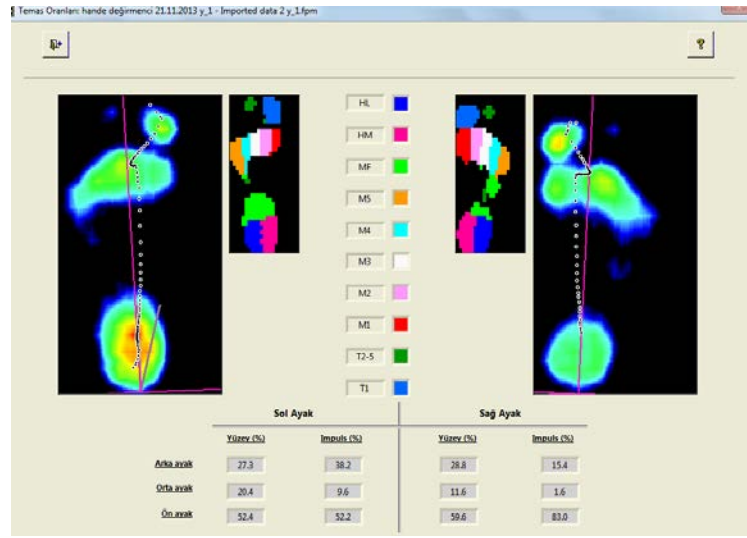 Temas Oranları: hande değirmenci 21.11.2013 y_1 - Imported data 2 y_1.fpm
?
HL
HM
MF
M5
M4
M3
M2
M1
T2-5
T1
Sol Ayak Sağ Ayak
Yüzey (%) Impuls (%) Yüzey (%) Impuls (%)
Arka ayak 27.3 38.2 28.8 15.4
Orta ayak 20.4 9.6 11.6 1.6
Ön ayak 52.4 52.2 59.6 83.0